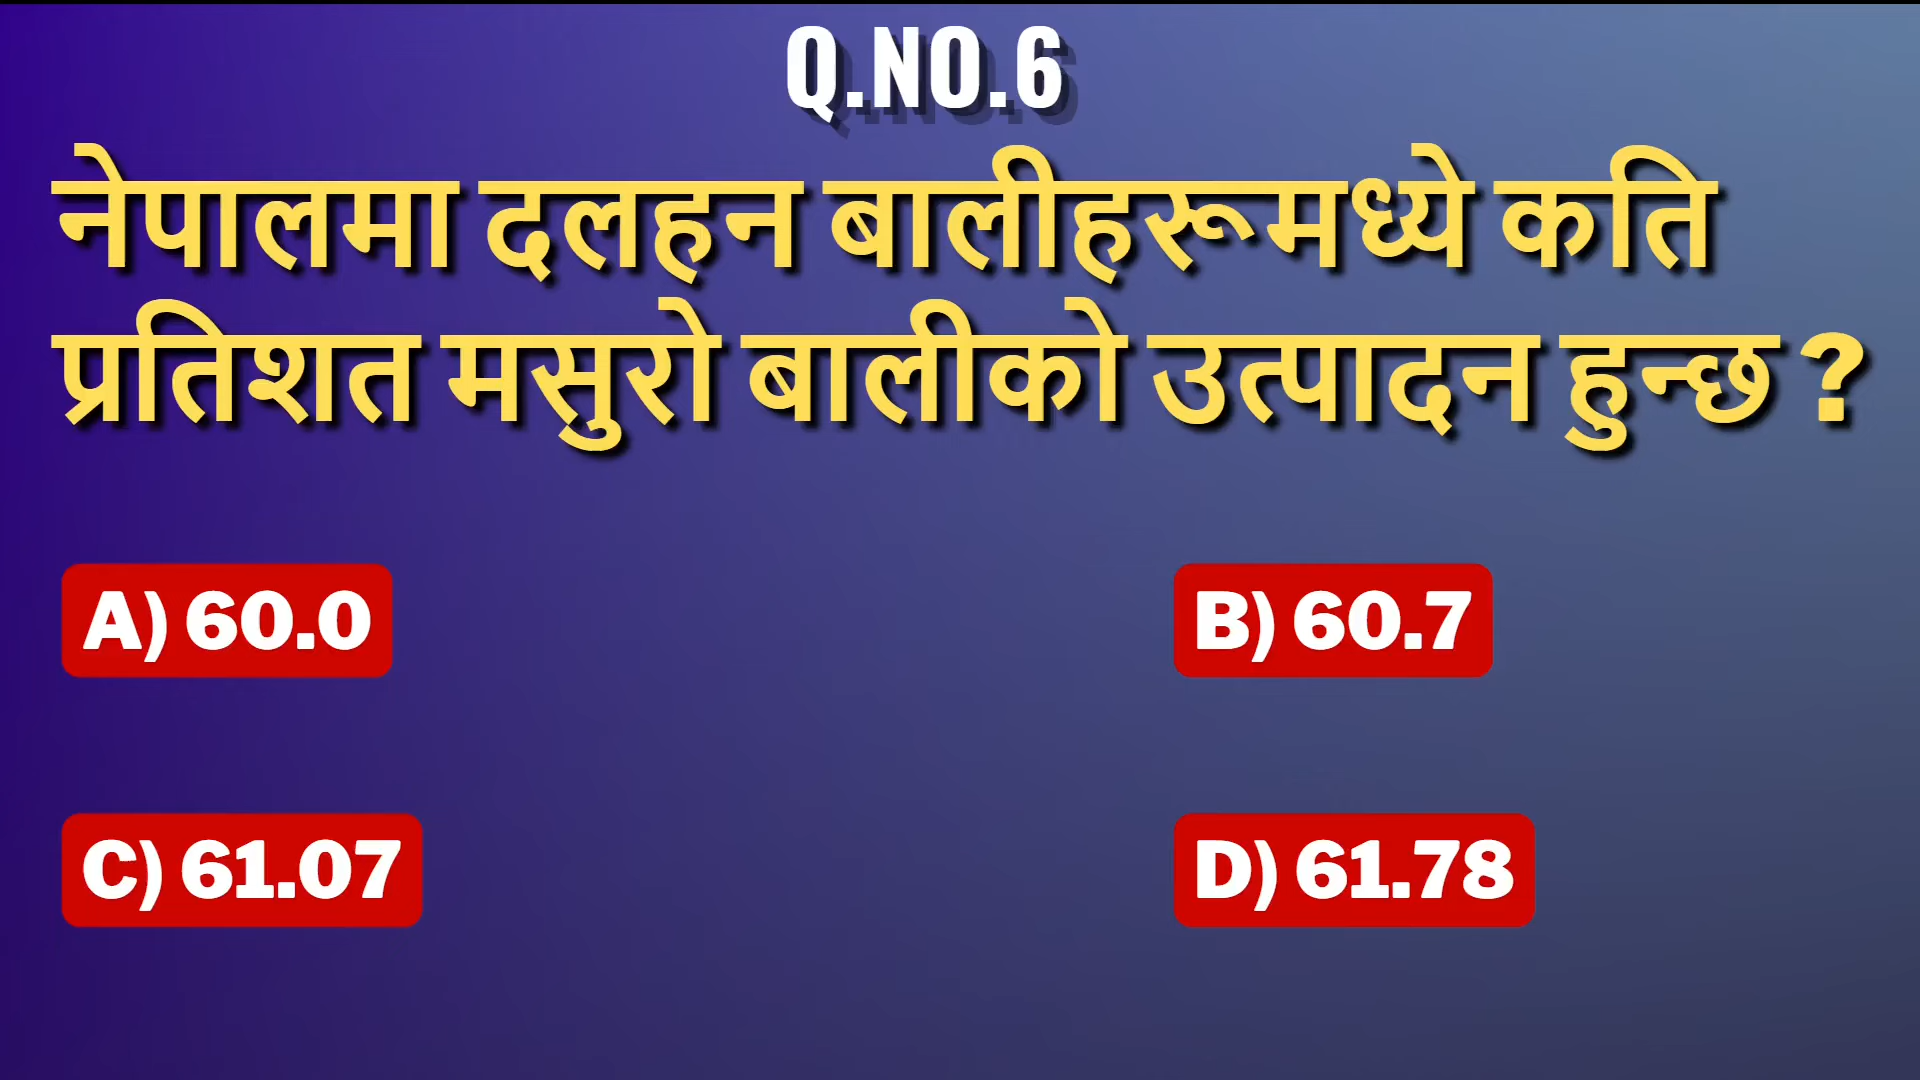 Q.NO.6
नेपालमा दलहन बालीहरूमध्ये कति
प्रतिशत मसुरो बालीको उत्पादन हुन्छ ?
A) 60.0
B) 60.7
C) 61.07
D) 61.78